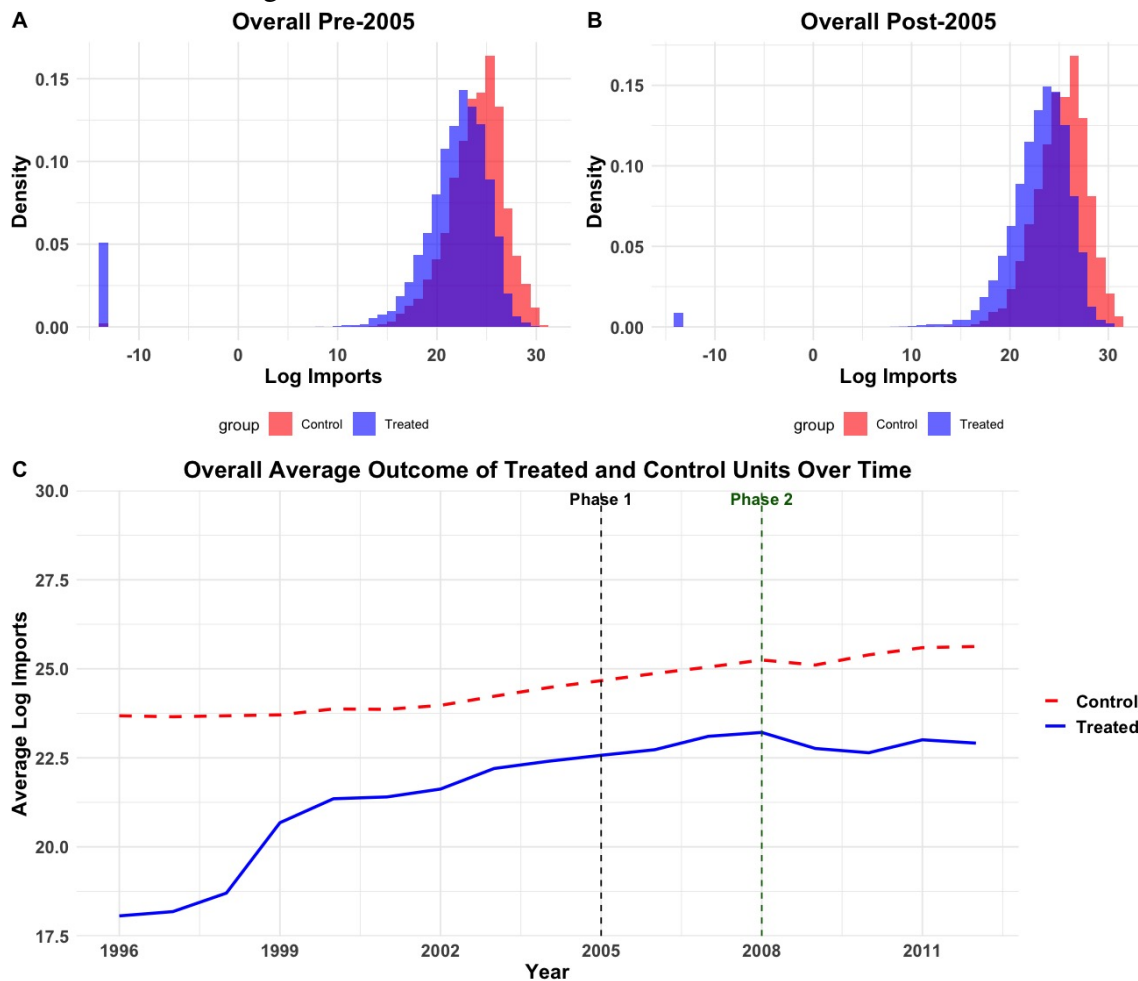 A
Overall Pre-2005
0.15
0.10
0.05
0.00
Density
-10 0 10 20 30
Log Imports
group Control Treated
B
Overall Post-2005
0.15
0.10
0.05
0.00
Density
-10 0 10 20 30
Log Imports
group Control Treated
C
Overall Average Outcome of Treated and Control Units Over Time
30.0
27.5
25.0
22.5
20.0
17.5
Average Log Imports
Phase 1
Phase 2
1996 1999 2002 2005 2008 2011
Year
Control
Treated